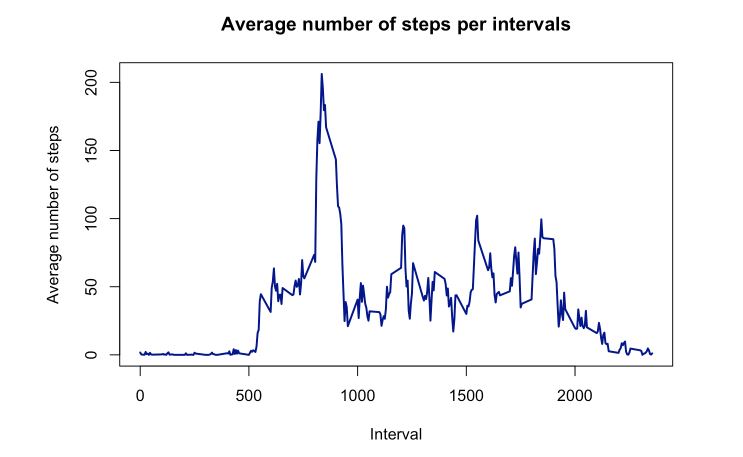 Average number of steps per intervals
Average number of steps
200
150
100
50
0
0 500 1000 1500 2000
Interval